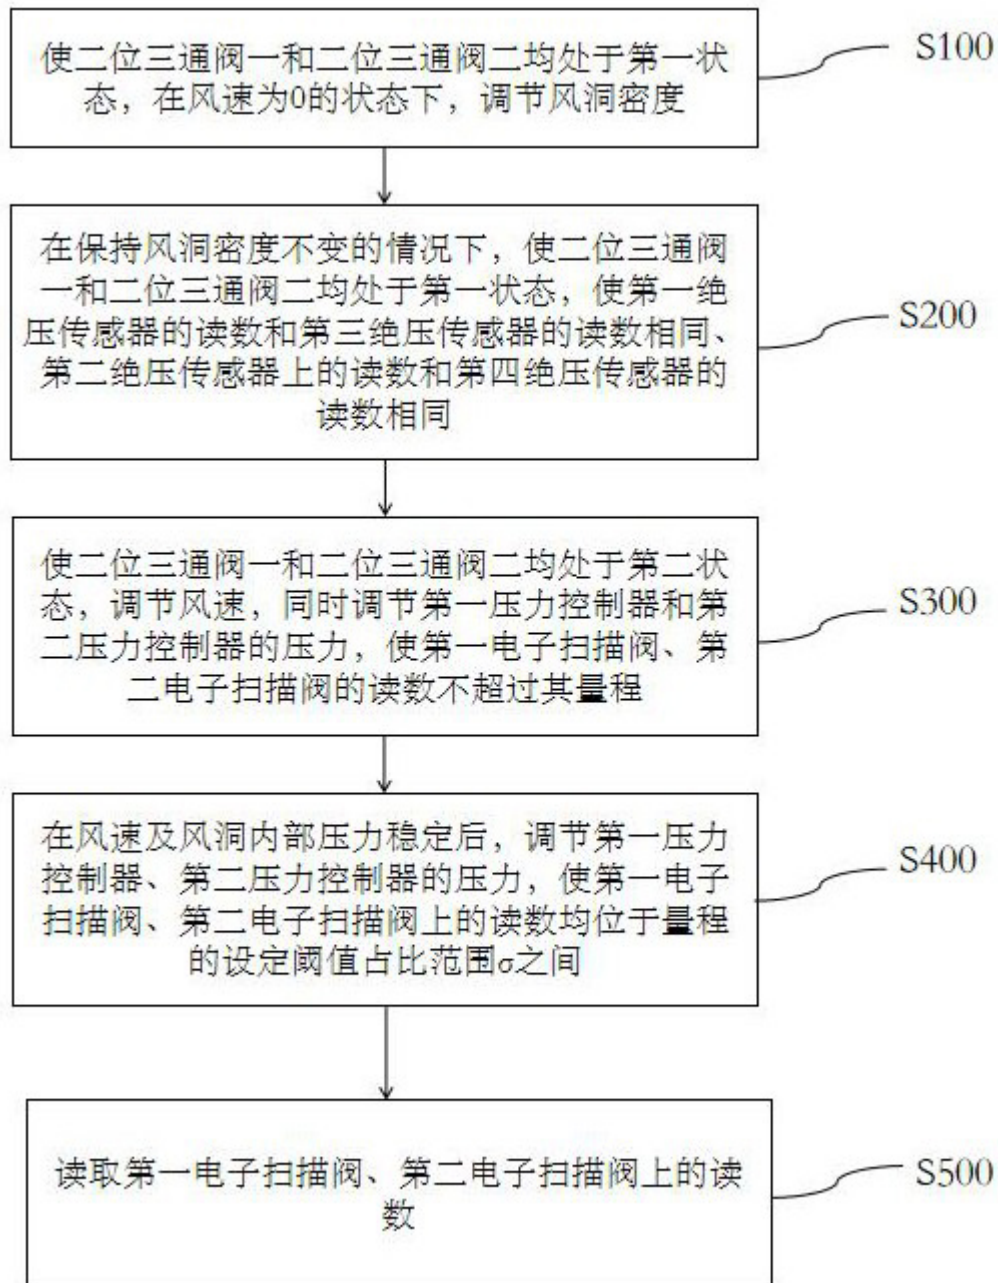 使二位三通阀一和二位三通阀二均处于第一状
态，在风速为0的状态下，调节风洞密度
S100
在保持风洞密度不变的情况下，使二位三通阀
一和二位三通阀二均处于第一状态，使第一绝
压传感器的读数和第三绝压传感器的读数相同、
第二绝压传感器上的读数和第四绝压传感器的
读数相同
S200
使二位三通阀一和二位三通阀二均处于第二状
态，调节风速，同时调节第一压力控制器和第
二压力控制器的压力，使第一电子扫描阀、第
二电子扫描阀的读数不超过其量程
S300
在风速及风洞内部压力稳定后，调节第一压力
控制器、第二压力控制器的压力，使第一电子
扫描阀、第二电子扫描阀上的读数均位于量程
的设定阈值占比范围σ之间
S400
读取第一电子扫描阀、第二电子扫描阀上的读
数
S500